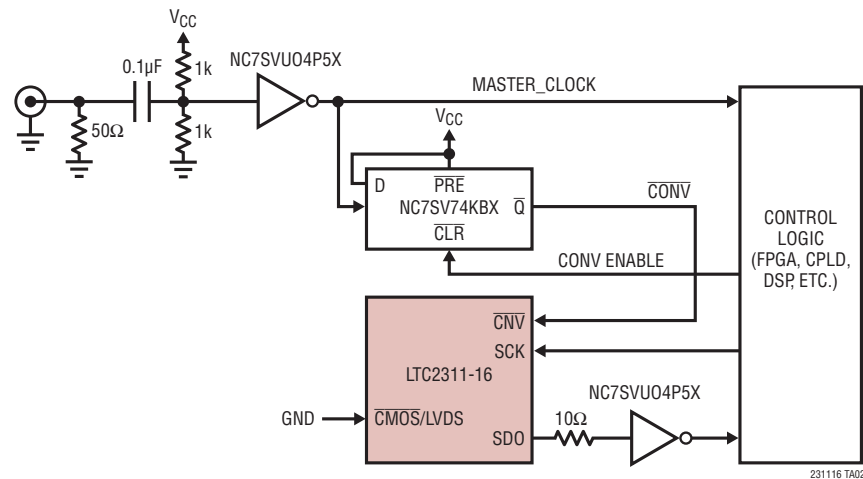 VCC
0.1µF
1k
NC7SVUO4P5X
MASTER_CLOCK
50Ω
1k
VCC
D
PRE
NC7SV74KBX
Q
CONV
CLR
CONV ENABLE
CONTROL
LOGIC
(FPGA, CPLD,
DSP, ETC.)
CNV
SCK
LTC2311-16
NC7SVUO4P5X
GND
CMOS/LVDS
10Ω
SDO
231116 TA02